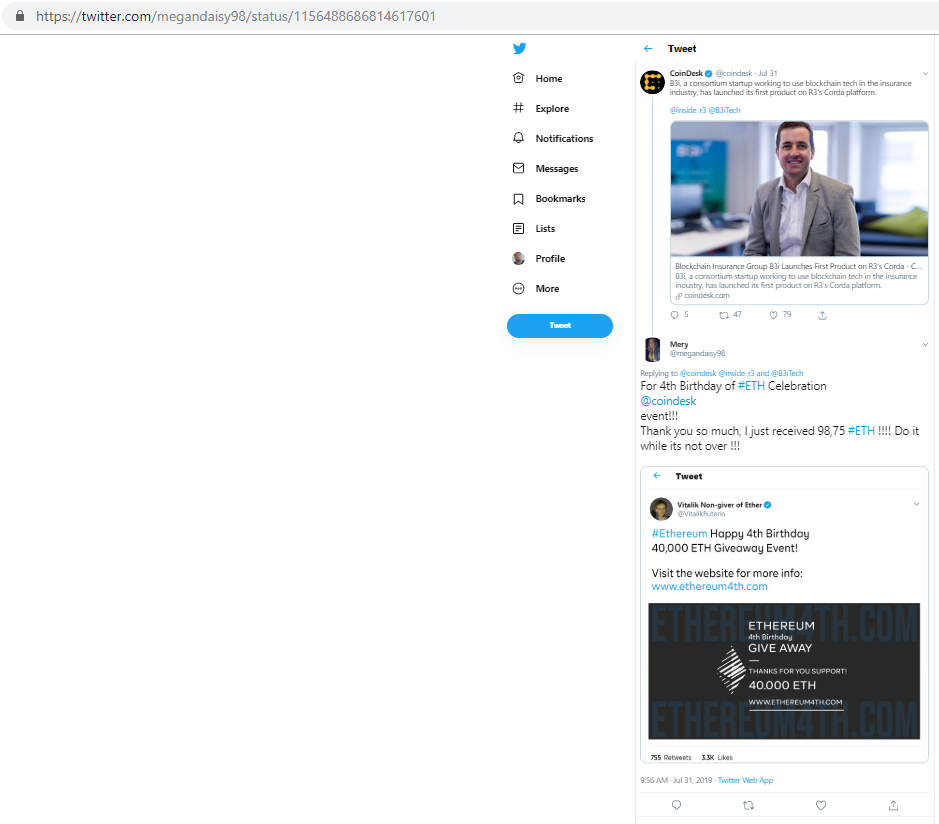 https://twitter.com/megandaisy98/status/1156488686814617601
Home
Explore
Notifications
Messages
Bookmarks
Lists
Profile
More
Tweet
Tweet
CoinDesk @coindesk · Jul 31
B3i, a consortium startup working to use blockchain tech in the insurance
industry, has launched its first product on R3's Corda platform.
@inside_r3 @B3iTech
Blockchain Insurance Group B3i Launches First Product on R3's Corda - C...
B3i, a consortium startup working to use blockchain tech in the insurance
industry, has launched its first product on R3's Corda platform.
coindesk.com
5 47 79
Mery
@megandaisy98
Replying to @coindesk @inside_r3 and @B3iTech
For 4th Birthday of #ETH Celebration
@coindesk
event!!!
Thank you so much, I just received 98,75 #ETH !!!! Do it
while its not over !!!
Tweet
Vitalik Non-giver of Ether
@VitalikButerin
#Ethereum Happy 4th Birthday
40,000 ETH Giveaway Event!
Visit the website for more info:
www.ethereum4th.com
ETHEREUM4TH.COM
ETHEREUM
4th Birthday
GIVE AWAY
THANKS FOR YOU SUPPORT!
40.000 ETH
WWW.ETHEREUM4TH.COM
ETHEREUM4TH.COM
755 Retweets 3.3K Likes
9:56 AM · Jul 31, 2019 · Twitter Web App